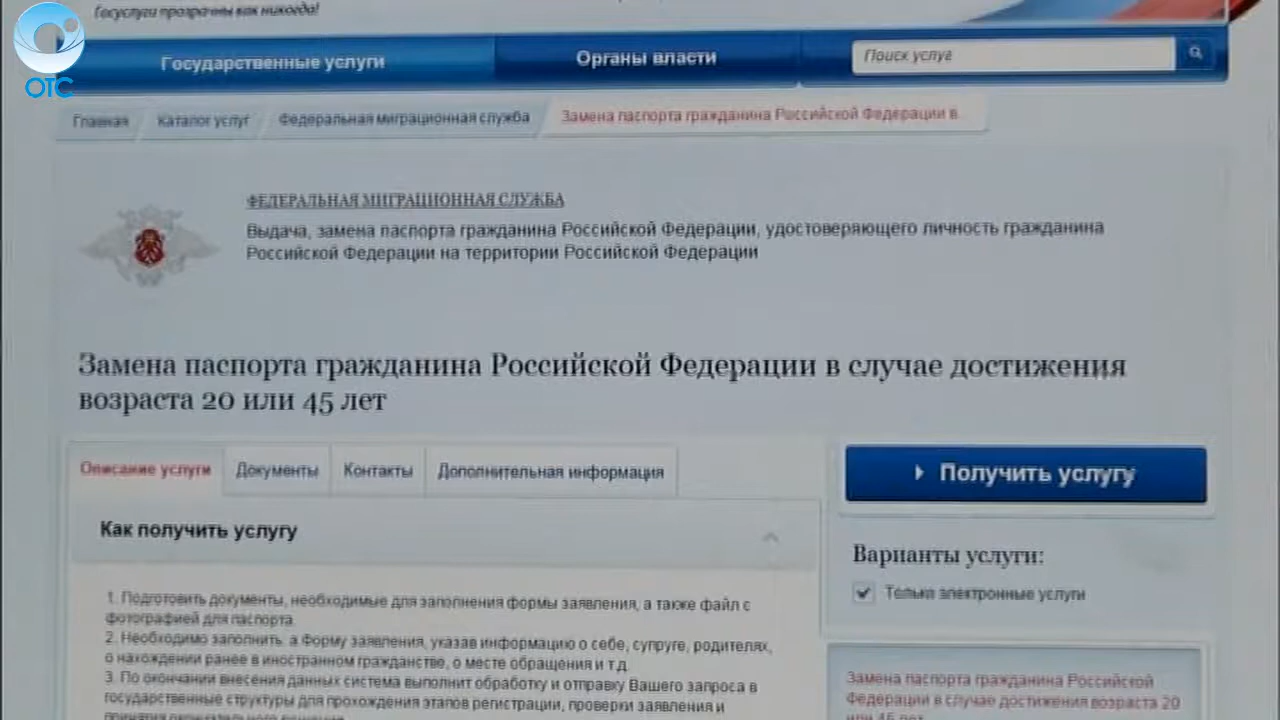 Госуслуги прозрачны как никогда!
ОТС
Государственные услуги
Органы власти
Поиск услуг
Главная
каталог услуг
Федеральная миграционная служба
Замена паспорта гражданина Российской Федерации в
ФЕДЕРАЛЬНАЯ МИГРАЦИОННАЯ СЛУЖБА
Выдача, замена паспорта гражданина Российской Федерации, удостоверяющего личность гражданина
Российской Федерации на территории Российской Федерации
Замена паспорта гражданина Российской Федерации в случае достижения
возраста 20 или 45 лет
Описание услуги
Документы
Контакты
Дополнительная информация
Получить услугу
Как получить услугу
Варианты услуги:
Только электронные услуги
1. Подготовить документы, необходимые для заполнения формы заявления, а также файл с
фотографией для паспорта.
2. Необходимо заполнить а Форму заявления, указав информацию о себе, супруге, родителях,
о нахождении ранее в иностранном гражданстве, о месте обращения и т.д.
3. По окончании внесения данных система выполнит обработку и отправку Вашего запроса в
государственные структуры для прохождения этапов регистрации, проверки заявления и
Замена паспорта гражданина Российской
Федерации в случае достижения возраста 20
или 45 лет